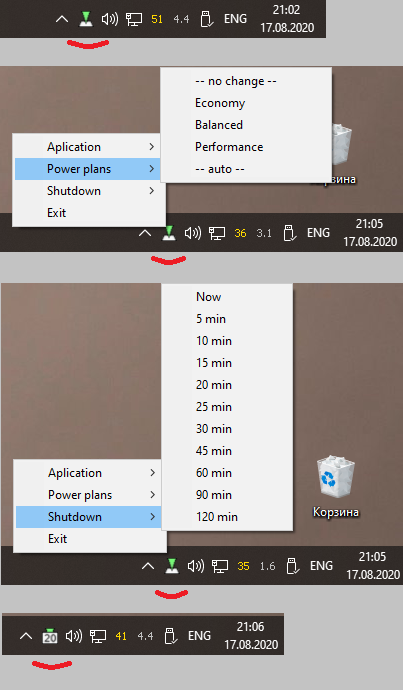 51 4.4 ENG 21:02
17.08.2020
-- no change --
Economy
Balanced
Performance
-- auto --
Aplication
Power plans
Shutdown
Exit
Корзина
36 3.1 ENG 21:05
17.08.2020
Now
5 min
10 min
15 min
20 min
25 min
30 min
45 min
60 min
90 min
120 min
Aplication
Power plans
Shutdown
Exit
Корзина
35 1.6 ENG 21:05
17.08.2020
20 41 4.4 ENG 21:06
17.08.2020